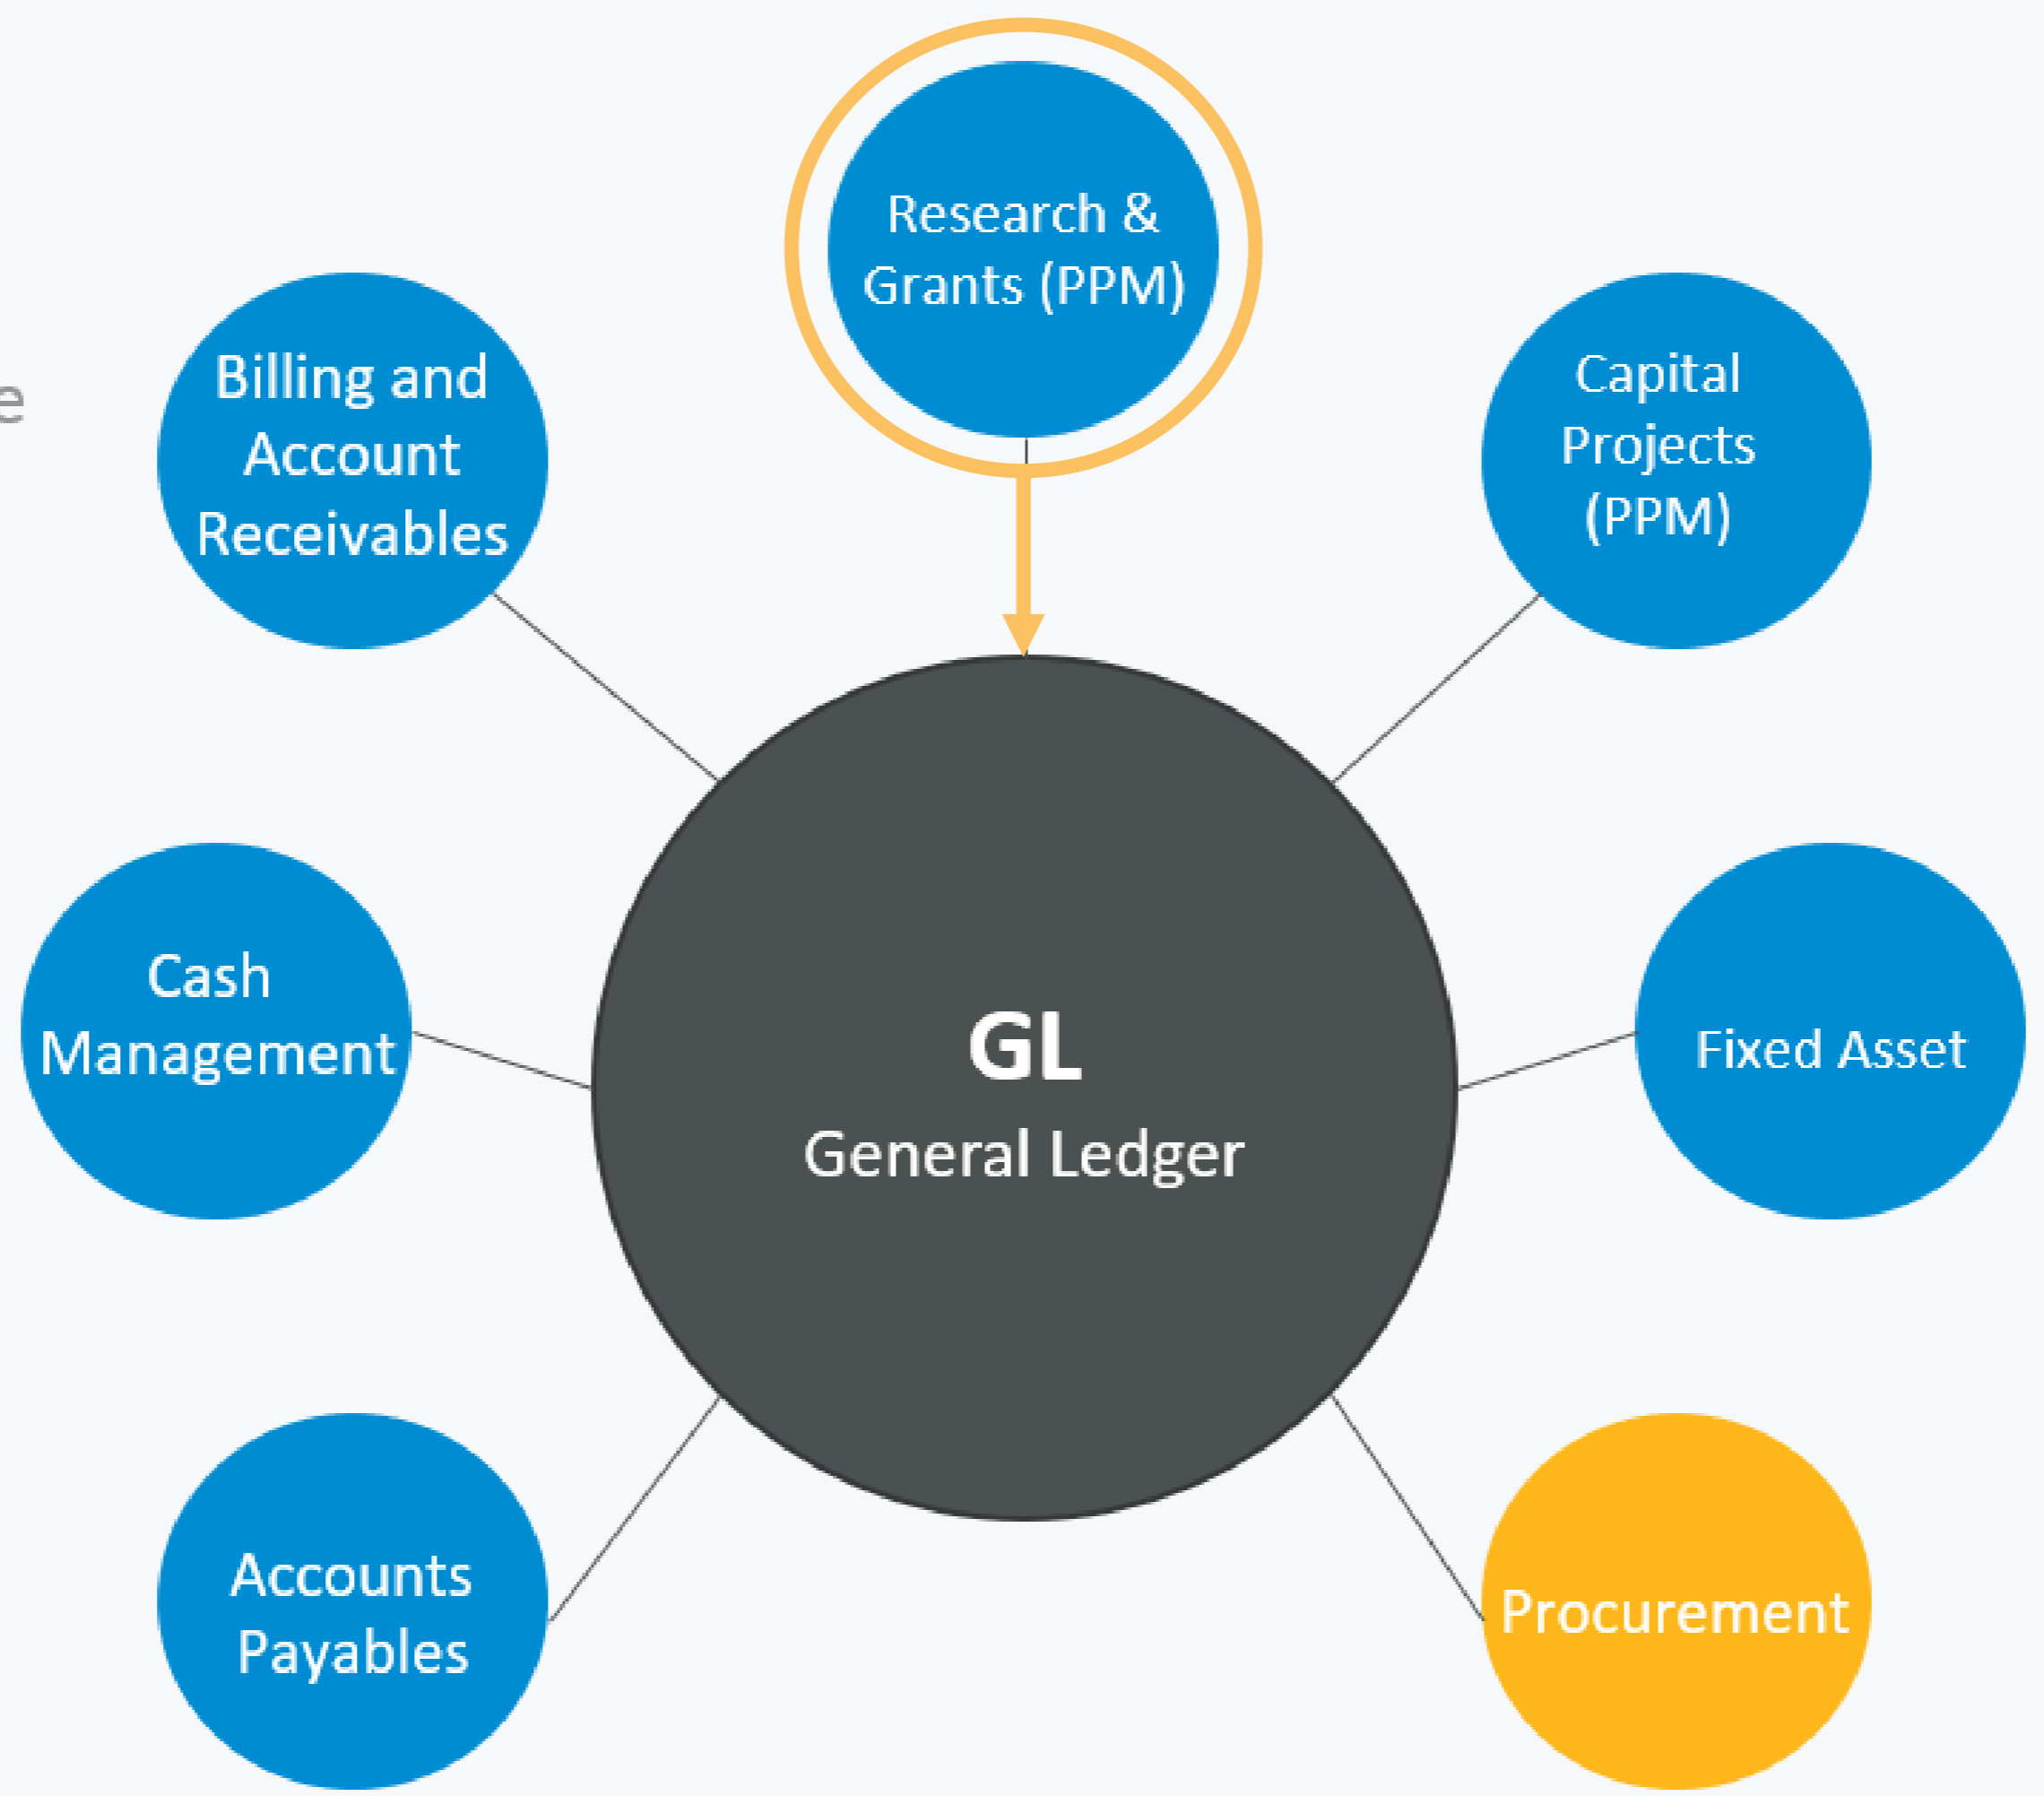 Research &
Grants (PPM)
Billing and
Account
Receivables
Capital
Projects
(PPM)
Cash
Management
GL
General Ledger
Fixed Asset
Accounts
Payables
Procurement